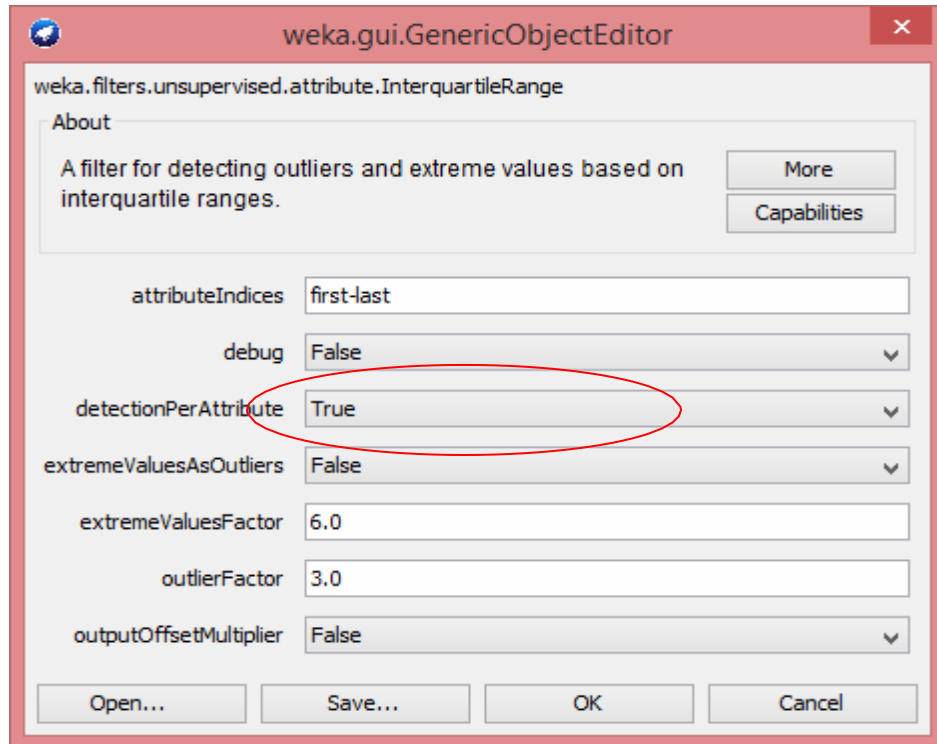 weka.gui.GenericObjectEditor
weka.filters.unsupervised.attribute.InterquartileRange
About
A filter for detecting outliers and extreme values based on
interquartile ranges.
More
Capabilities
attributeIndices first-last
debug False
detectionPerAttribute True
extremeValuesAsOutliers False
extremeValuesFactor 6.0
outlierFactor 3.0
outputOffsetMultiplier False
Open... Save... OK Cancel